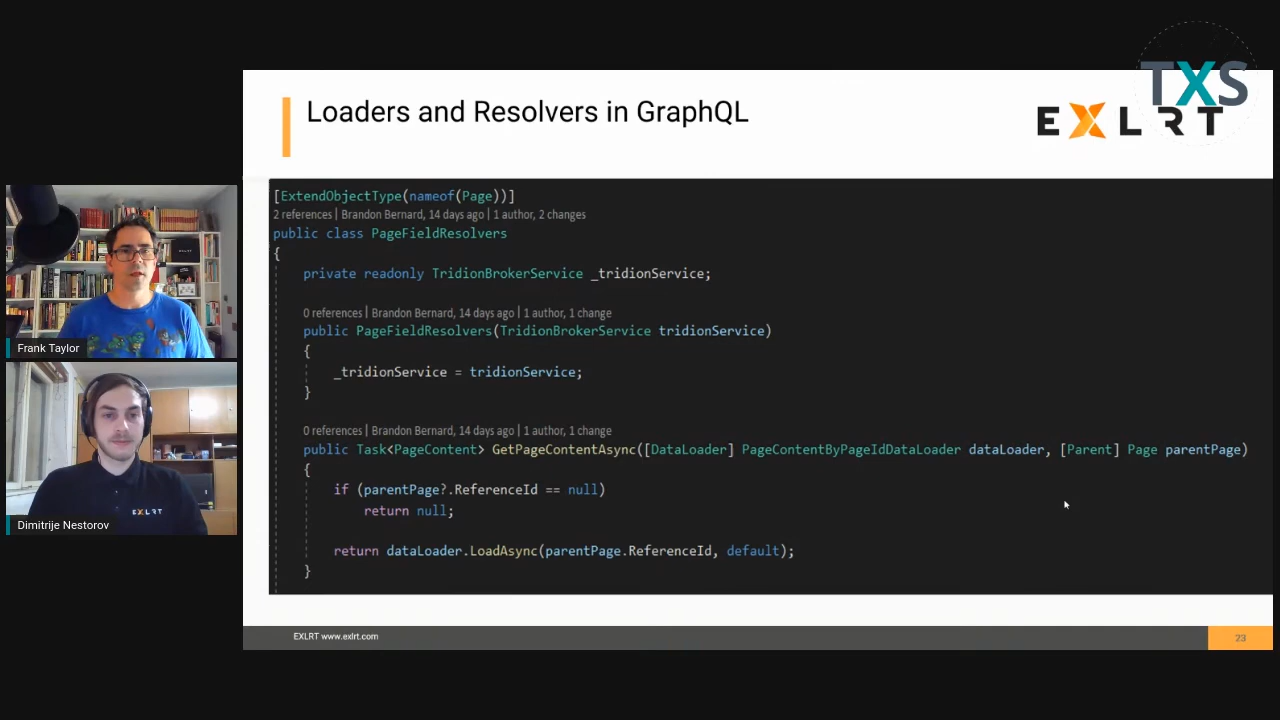 TXS
Loaders and Resolvers in GraphQL
EXLRT
[ExtendObjectType(nameof(Page))]
2 references | Brandon Bernard, 14 days ago | 1 author, 2 changes
public class PageFieldResolvers
{
private readonly TridionBrokerService _tridionService;
0 references | Brandon Bernard, 14 days ago | 1 author, 1 change
public PageFieldResolvers(TridionBrokerService tridionService)
{
_tridionService = tridionService;
}
0 references | Brandon Bernard, 14 days ago | 1 author, 1 change
public Task<PageContent> GetPageContentAsync([DataLoader] PageContentByPageIdDataLoader dataLoader, [Parent] Page parentPage)
{
if (parentPage?.ReferenceId == null)
return null;
return dataLoader.LoadAsync(parentPage.ReferenceId, default);
}
Frank Taylor
EXLRT
Dimitrije Nestorov
EXLRT www.exlrt.com
23